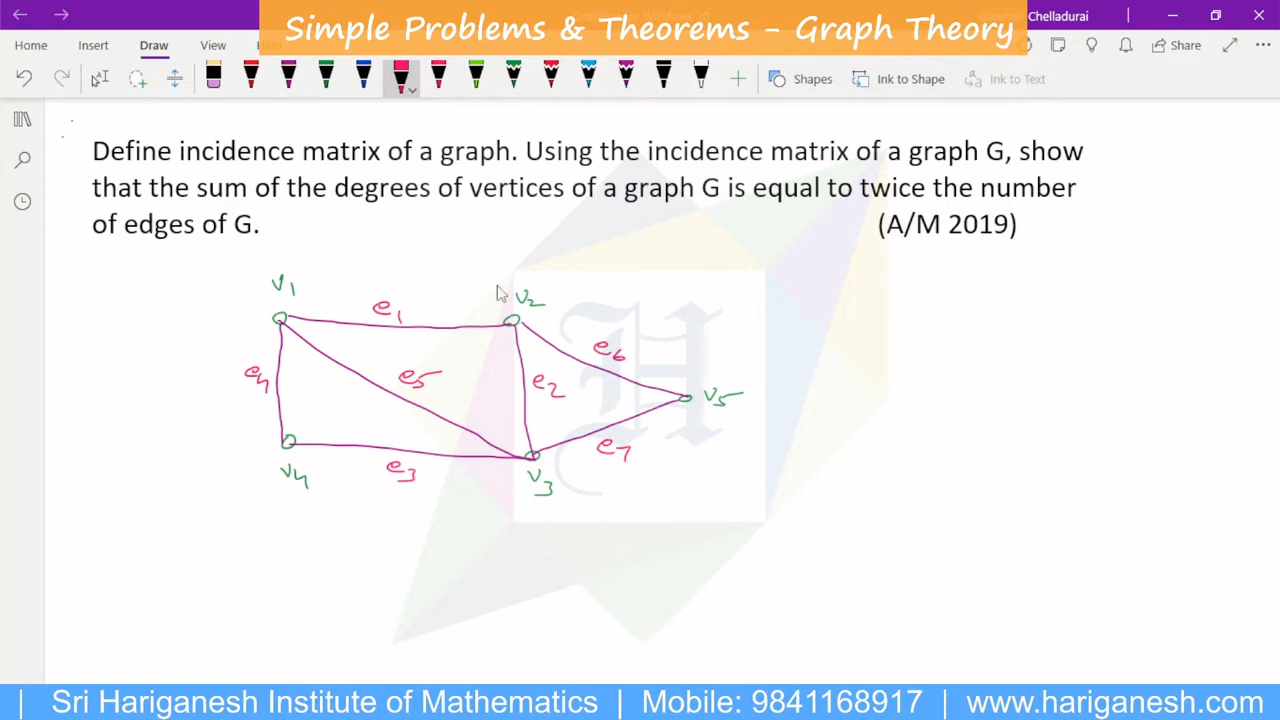 Simple Problems & Theorems - Graph Theory
Chelladurai
Home Insert Draw View
Share
Shapes Ink to Shape Ink to Text
Define incidence matrix of a graph. Using the incidence matrix of a graph G, show
that the sum of the degrees of vertices of a graph G is equal to twice the number
of edges of G. (A/M 2019)
v1
e1
v2
e6
e4
e5
e2
v5
e7
v4
e3
v3
| Sri Hariganesh Institute of Mathematics | Mobile: 9841168917 | www.hariganesh.com